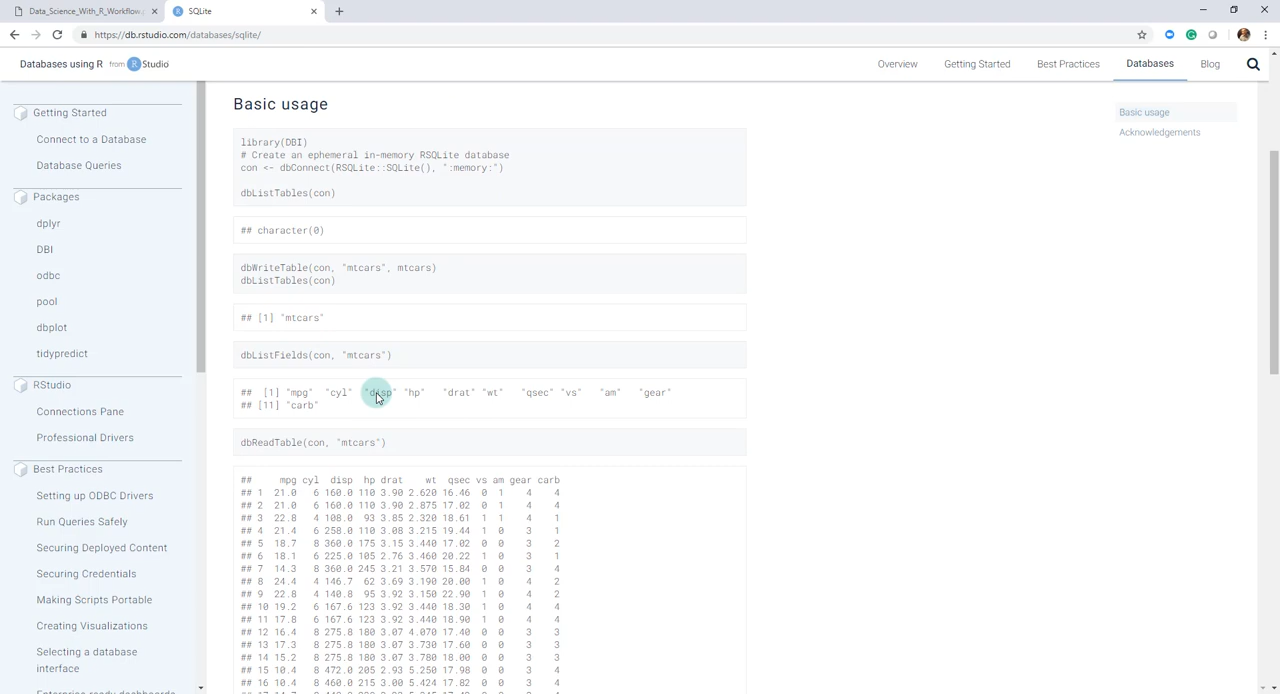 Data_Science_With_R_Workflow.p
SQLite
https://db.rstudio.com/databases/sqlite/
Databases using R from R Studio
Overview
Getting Started
Best Practices
Databases
Blog
Getting Started
Connect to a Database
Database Queries
Packages
dplyr
DBI
odbc
pool
dbplot
tidypredict
RStudio
Connections Pane
Professional Drivers
Best Practices
Setting up ODBC Drivers
Run Queries Safely
Securing Deployed Content
Securing Credentials
Making Scripts Portable
Creating Visualizations
Selecting a database
interface
Enterprise-ready dashboards
Basic usage
library(DBI)
# Create an ephemeral in-memory RSQLite database
con <- dbConnect(RSQLite::SQLite(), ":memory:")
dbListTables(con)
## character(0)
dbWriteTable(con, "mtcars", mtcars)
dbListTables(con)
## [1] "mtcars"
dbListFields(con, "mtcars")
## [1] "mpg" "cyl" "disp" "hp" "drat" "wt" "qsec" "vs" "am" "gear"
## [11] "carb"
dbReadTable(con, "mtcars")
## mpg cyl disp hp drat wt qsec vs am gear carb
## 1 21.0 6 160.0 110 3.90 2.620 16.46 0 1 4 4
## 2 21.0 6 160.0 110 3.90 2.875 17.02 0 1 4 4
## 3 22.8 4 108.0 93 3.85 2.320 18.61 1 1 4 1
## 4 21.4 6 258.0 110 3.08 3.215 19.44 1 0 3 1
## 5 18.7 8 360.0 175 3.15 3.440 17.02 0 0 3 2
## 6 18.1 6 225.0 105 2.76 3.460 20.22 1 0 3 1
## 7 14.3 8 360.0 245 3.21 3.570 15.84 0 0 3 4
## 8 24.4 4 146.7 62 3.69 3.190 20.00 1 0 4 2
## 9 22.8 4 140.8 95 3.92 3.150 22.90 1 0 4 2
## 10 19.2 6 167.6 123 3.92 3.440 18.30 1 0 4 4
## 11 17.8 6 167.6 123 3.92 3.440 18.90 1 0 4 4
## 12 16.4 8 275.8 180 3.07 4.070 17.40 0 0 3 3
## 13 17.3 8 275.8 180 3.07 3.730 17.60 0 0 3 3
## 14 15.2 8 275.8 180 3.07 3.780 18.00 0 0 3 3
## 15 10.4 8 472.0 205 2.93 5.250 17.98 0 0 3 4
## 16 10.4 8 460.0 215 3.00 5.424 17.82 0 0 3 4
Basic usage
Acknowledgements